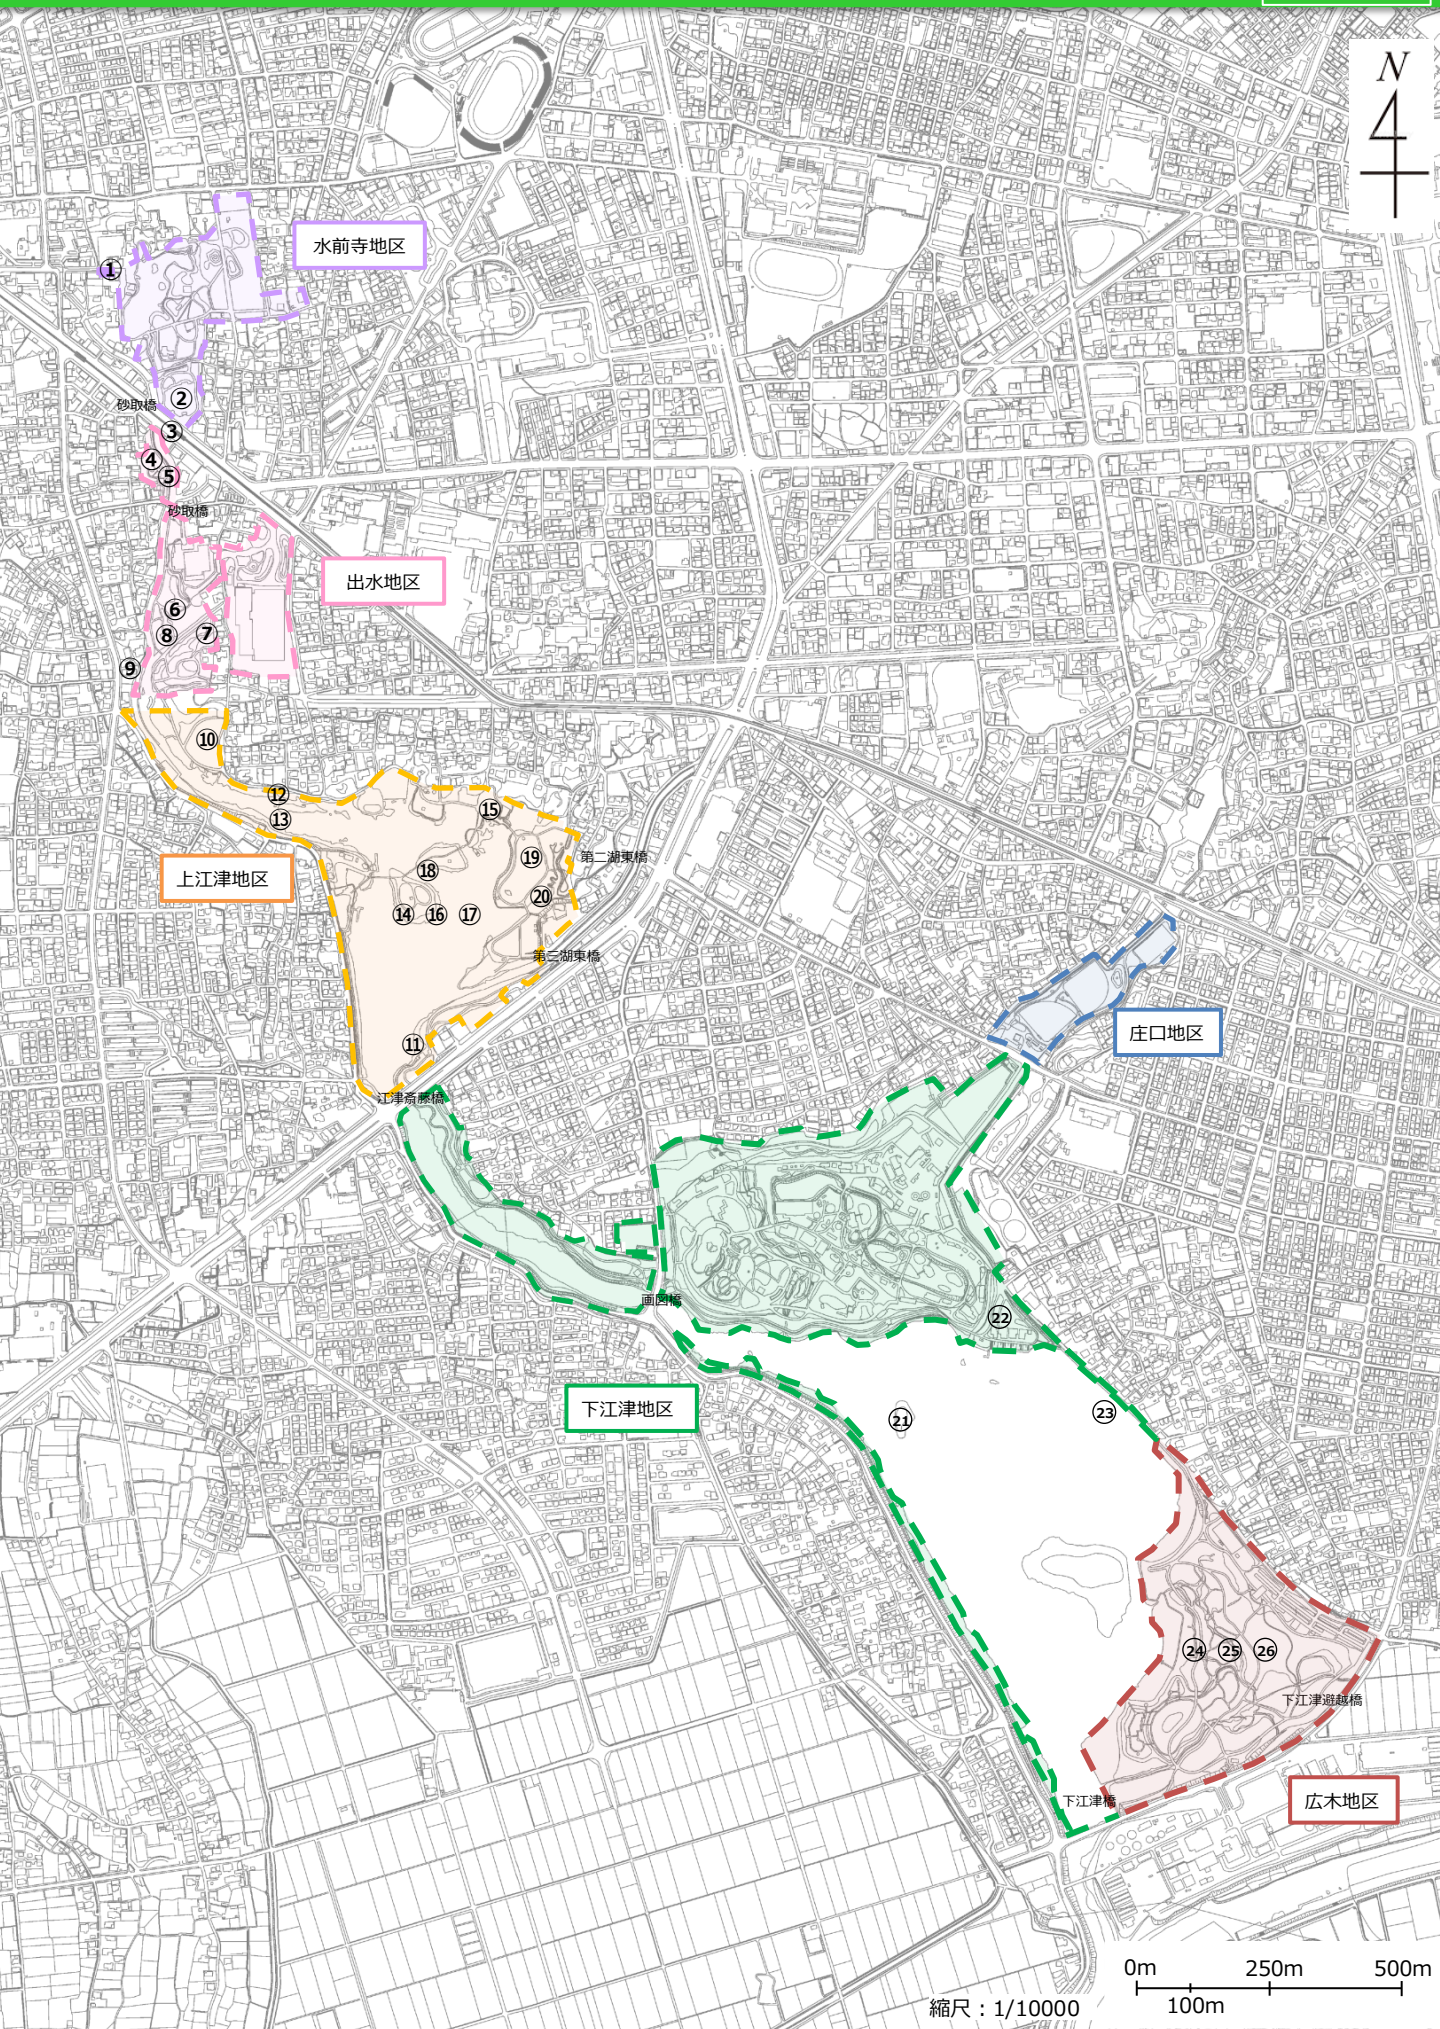 N
水前寺地区
①
②
砂取橋
③
④
⑤
砂取橋
出水地区
⑥
⑧
⑦
⑨
⑩
⑫
⑬
⑮
上江津地区
⑲
第二湖東橋
⑱
⑳
⑭ ⑯ ⑰
第三湖東橋
⑪
庄口地区
江津斎藤橋
画図橋
㉒
下江津地区
㉑
㉓
㉔ ㉕ ㉖
下江津避越橋
下江津橋
広木地区
0m 250m 500m
100m
縮尺：1/10000